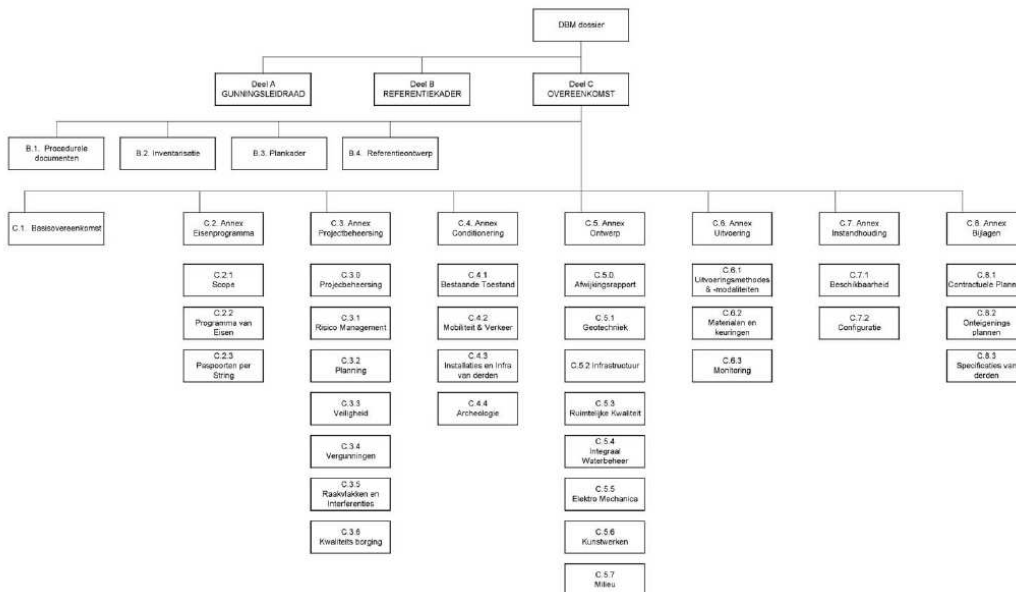 DBM dossier
Deel A
GUNNINGSLEIDRAAD
Deel B
REFERENTIEKADER
Deel C
OVEREENKOMST
B.1. Procedurele
documenten
B.2. Inventarisatie
B.3. Plankader
B.4. Referentieontwerp
C.1. Basisovereenkomst
C.2. Annex
Eisenprogramma
C.3. Annex
Projectbeheersing
C.4. Annex
Conditionering
C.5. Annex
Ontwerp
C.6. Annex
Uitvoering
C.7. Annex
Instandhouding
C.8. Annex
Bijlagen
C.2.1
Scope
C.2.2
Programma van
Eisen
C.2.3
Paspoorten per
String
C.3.0
Projecbeheersing
C.3.1
Risico Management
C.3.2
Planning
C.3.3
Veiligheid
C.3.4
Vergunningen
C.3.5
Raakvlakken en
Interferenties
C.3.6
Kwaliteits borging
C.4.1
Bestaande Toestand
C.4.2
Mobiliteit & Verkeer
C.4.3
Installaties en Infra
van derden
C.4.4
Archeologie
C.5.0
Afwijkingsrapport
C.5.1
Geotechniek
C.5.2 Infrastructuur
C.5.3
Ruimtelijke Kwaliteit
C.5.4
Integraal
Waterbeheer
C.5.5
Elektro Mechanica
C.5.6
Kunstwerken
C.5.7
Milieu
C.6.1
Uitvoeringsmethodes
& -modaliteiten
C.6.2
Materialen en
keuringen
C.6.3
Monitoring
C.7.1
Beschikbaarheid
C.7.2
Configuratie
C.8.1
Contractuele Plannen
C.8.2
Onteigenings
plannen
C.8.3
Specificaties van
derden